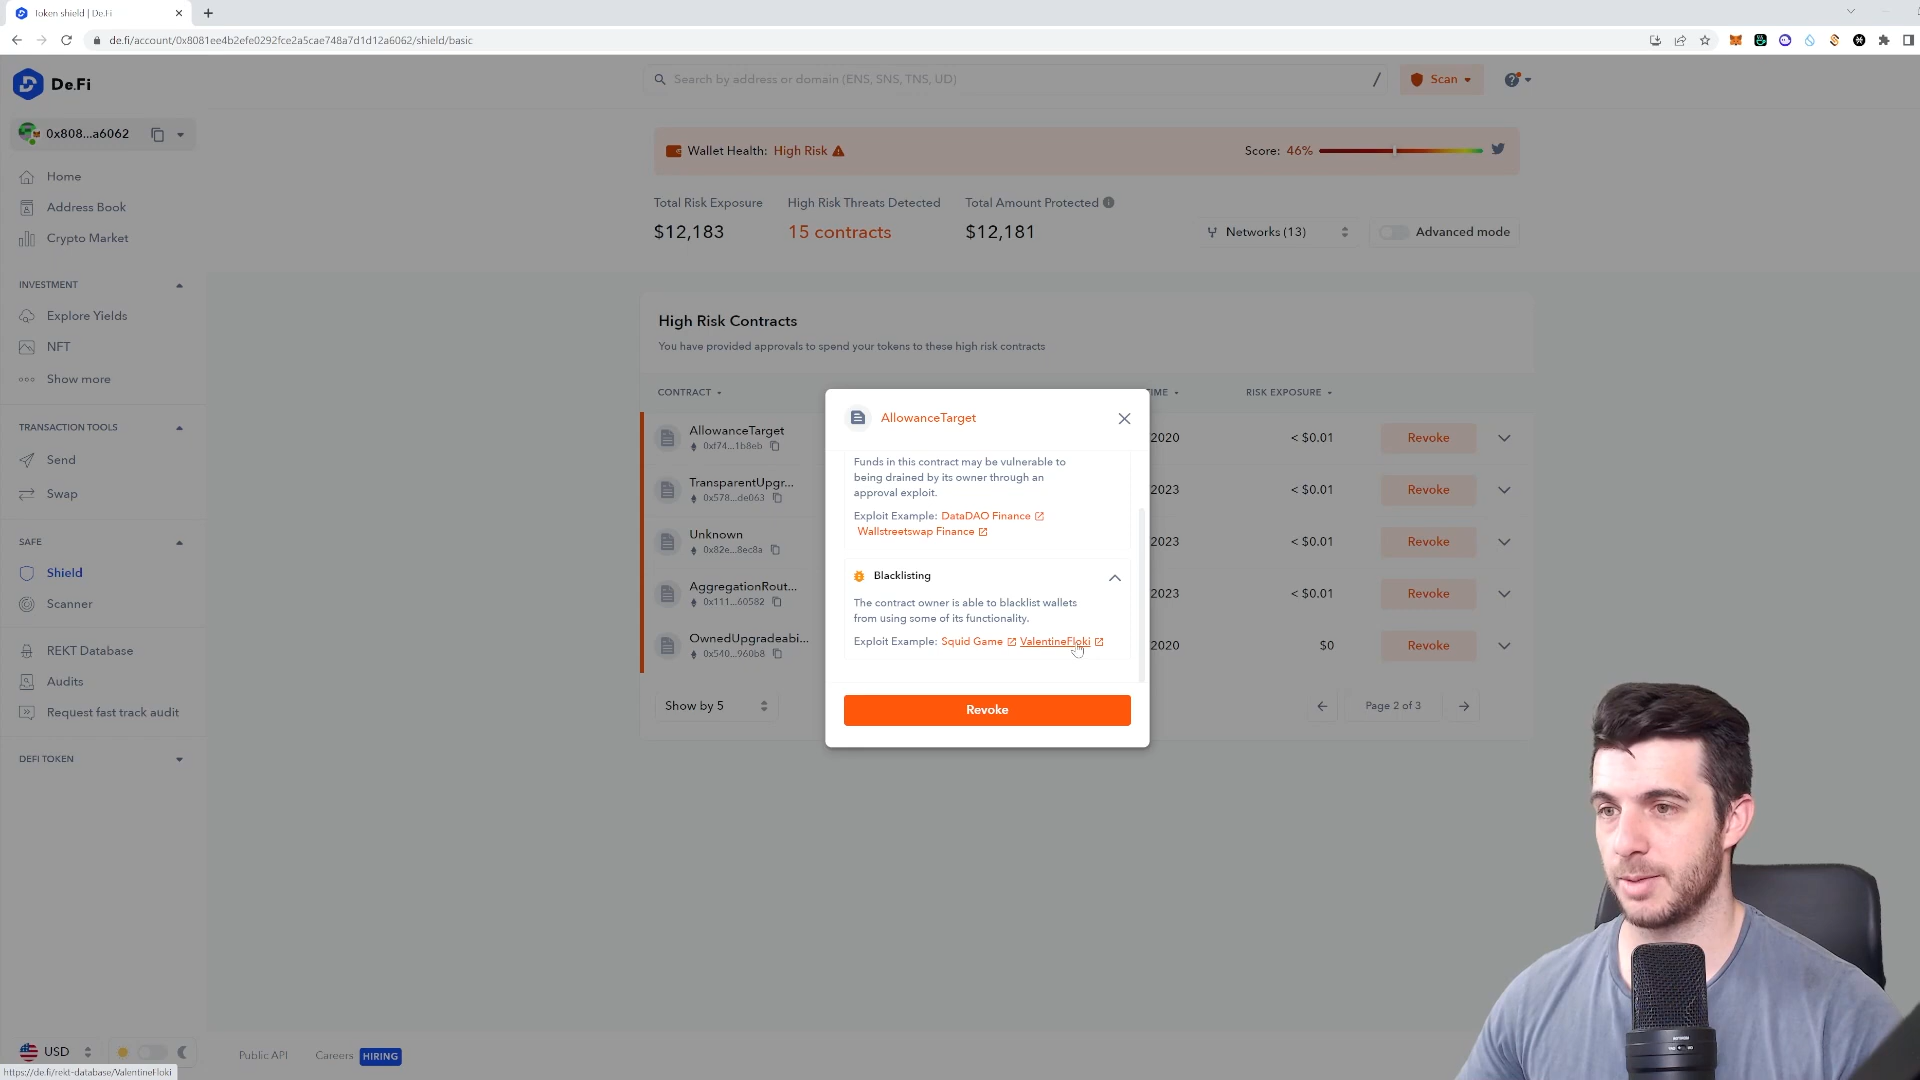 Token shield | De.Fi
de.fi/account/0x8081ee4b2efe0292fce2a5cae748a7d1d12a6062/shield/basic
De.Fi
Search by address or domain (ENS, SNS, TNS, UD)
/
Scan
0x808...a6062
Home
Address Book
Crypto Market
INVESTMENT
Explore Yields
NFT
Show more
TRANSACTION TOOLS
Send
Swap
SAFE
Shield
Scanner
REKT Database
Audits
Request fast track audit
DEFI TOKEN
USD
Wallet Health: High Risk
Score: 46%
Total Risk Exposure
$12,183
High Risk Threats Detected
15 contracts
Total Amount Protected
$12,181
Networks (13)
Advanced mode
High Risk Contracts
You have provided approvals to spend your tokens to these high risk contracts
CONTRACT
IME
RISK EXPOSURE
AllowanceTarget
0xf74...1b8eb
2020
< $0.01
Revoke
TransparentUpgr...
0x578...de063
2023
< $0.01
Revoke
Unknown
0x82e...8ec8a
2023
< $0.01
Revoke
AggregationRout...
0x111...60582
2023
< $0.01
Revoke
OwnedUpgradeabi...
0x540...960b8
2020
$0
Revoke
Show by 5
Page 2 of 3
AllowanceTarget
Funds in this contract may be vulnerable to
being drained by its owner through an
approval exploit.
Exploit Example: DataDAO Finance
Wallstreetswap Finance
Blacklisting
The contract owner is able to blacklist wallets
from using some of its functionality.
Exploit Example: Squid Game ValentineFloki
Revoke
Public API
Careers HIRING
https://de.fi/rekt-database/ValentineFloki